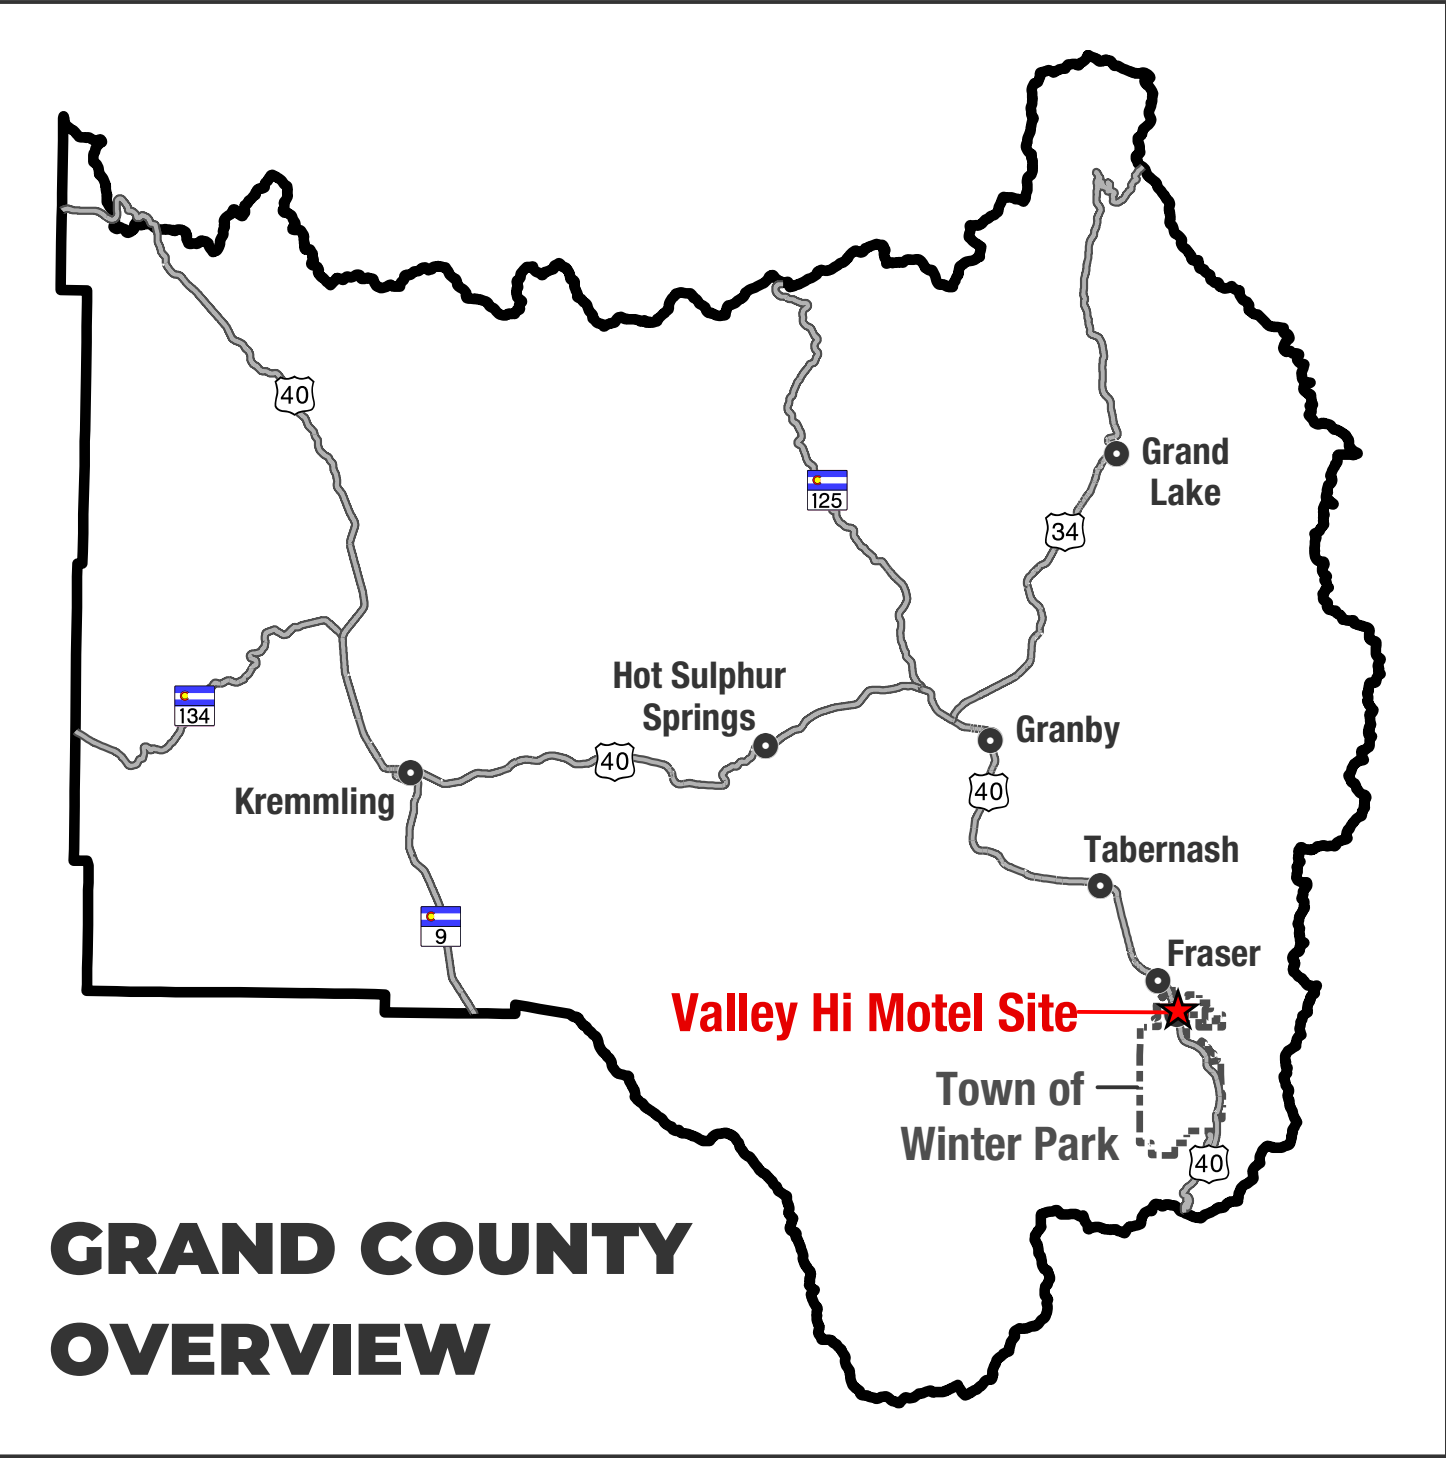 40
Grand
Lake
125
34
Hot Sulphur
Springs
134
Granby
40
40
Kremmling
Tabernash
9
Fraser
Valley Hi Motel Site
Town of
Winter Park
40
GRAND COUNTY
OVERVIEW